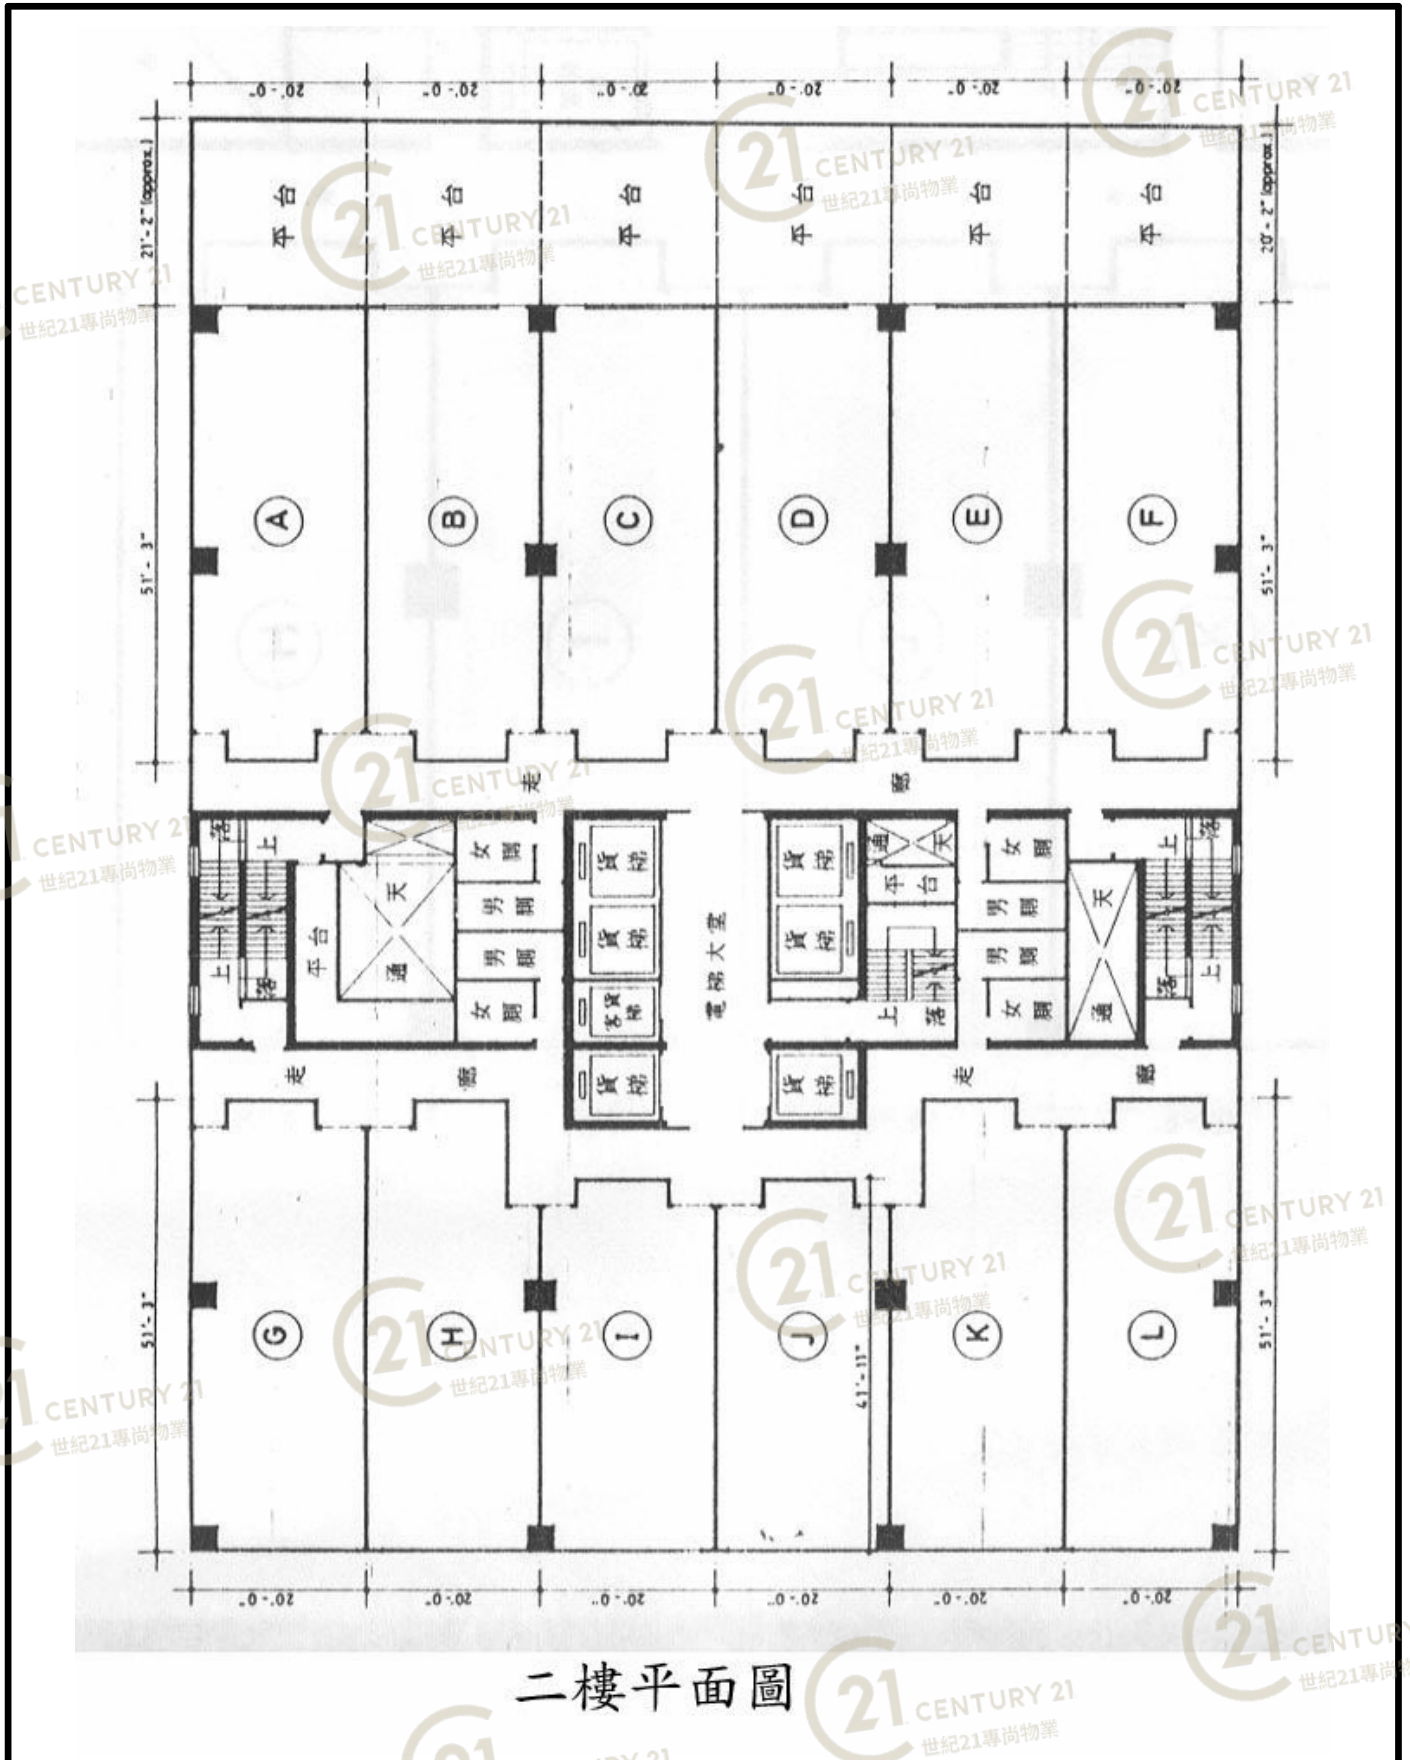 20'-0" 20'-0" 20'-0" 20'-0" 20'-0" 20'-0"
21'-2" (approx.)
20'-2" (approx.)
平台 平台 平台 平台 平台 平台
51'-3"
51'-3"
A B C D E F
走廊
落 上
上 落
平台
天通
女廁
男廁
男廁
女廁
貨梯
貨梯
客貨梯
貨梯
電梯大堂
貨梯
貨梯
貨梯
通天
平台
上 落
女廁
男廁
男廁
女廁
天通
上 落
落 上
走廊
走廊
51'-3"
41'-11"
51'-3"
G H I J K L
20'-0" 20'-0" 20'-0" 20'-0" 20'-0" 20'-0"
二樓平面圖
CENTURY 21
世紀21專尚物業